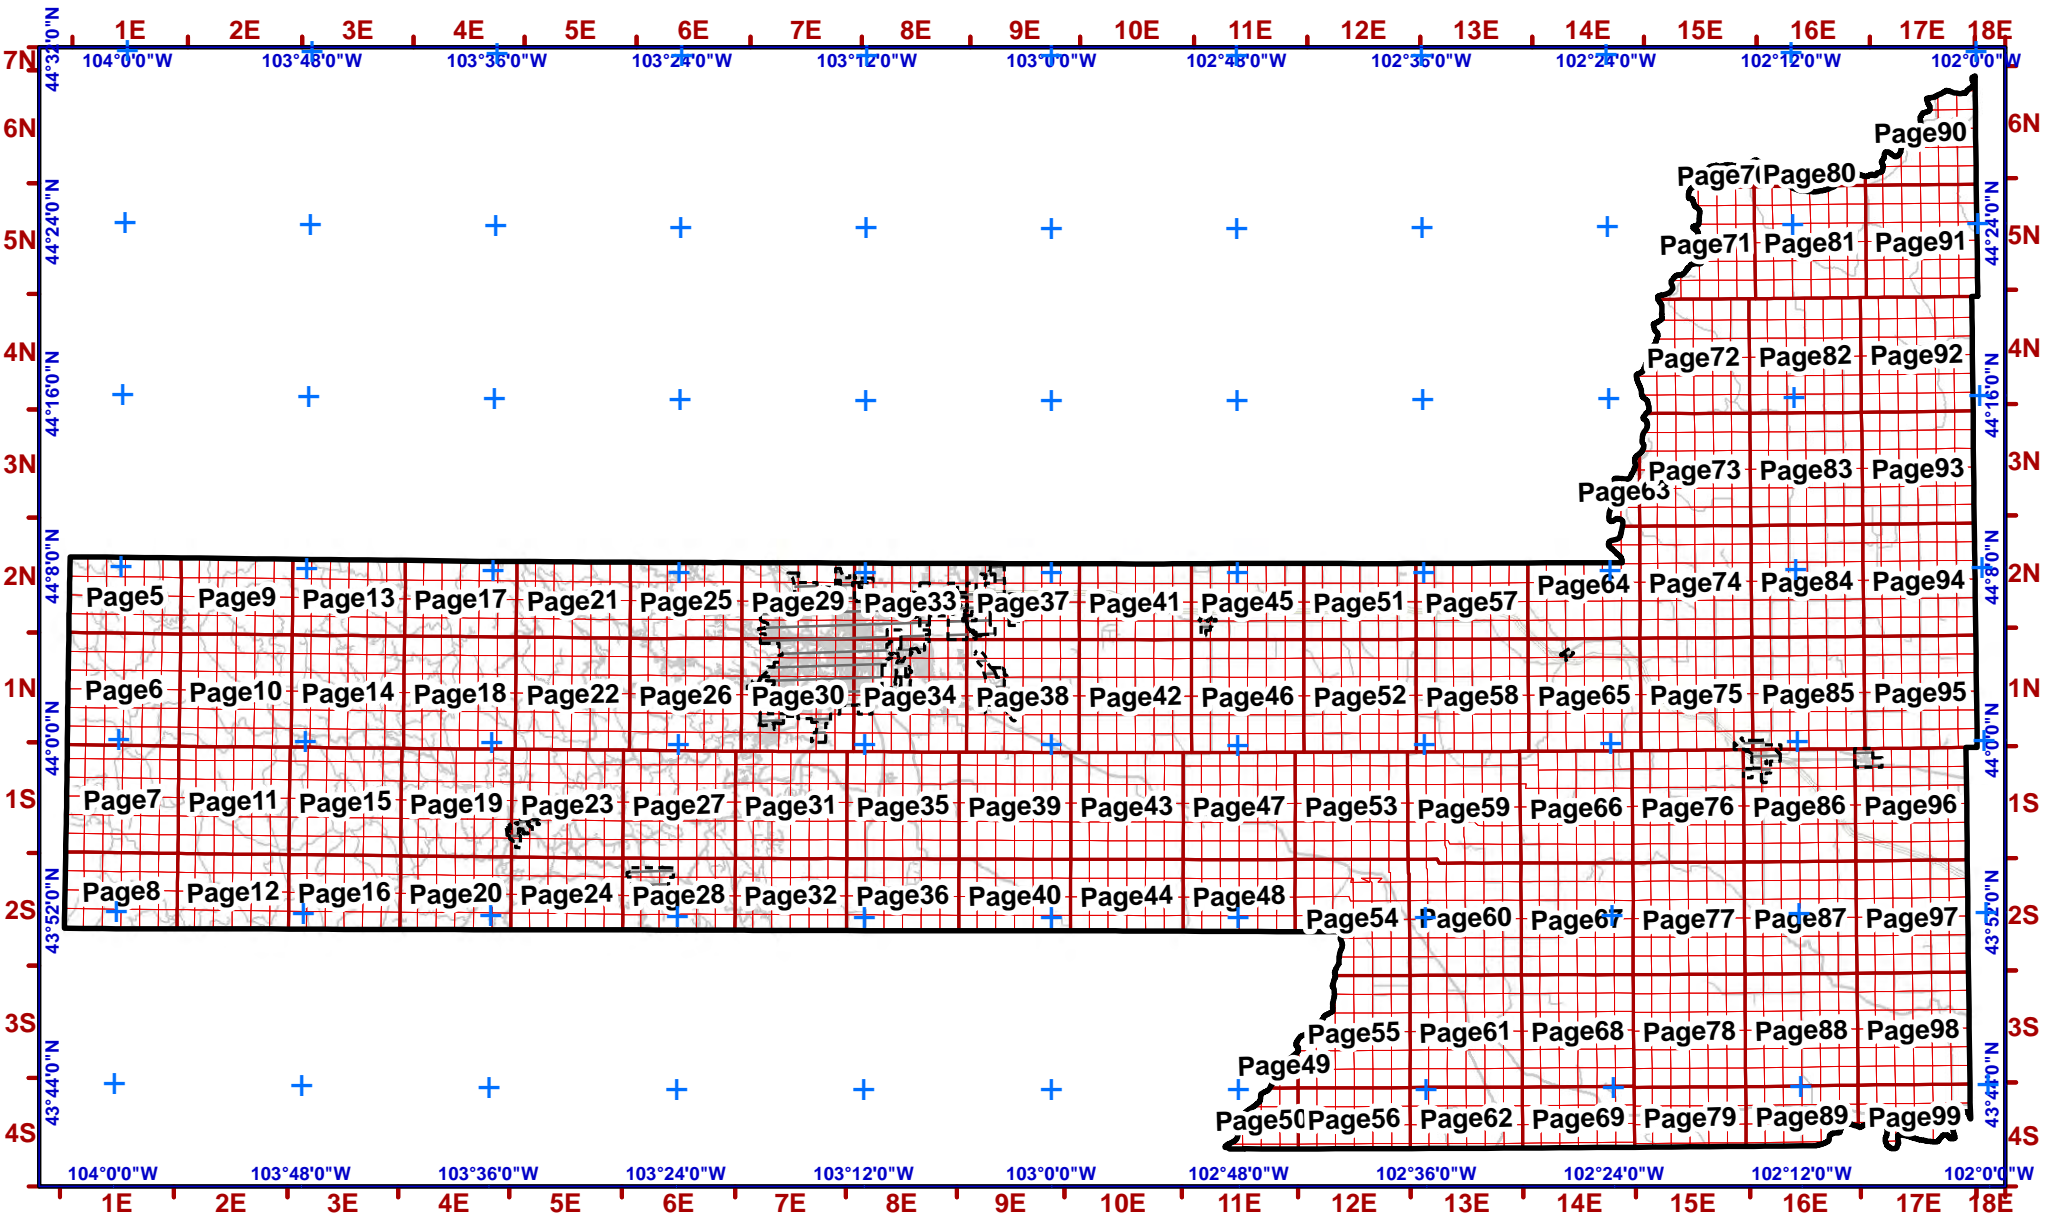 1E 2E 3E 4E 5E 6E 7E 8E 9E 10E 11E 12E 13E 14E 15E 16E 17E 18E
104°0'0"W 103°48'0"W 103°36'0"W 103°24'0"W 103°12'0"W 103°0'0"W 102°48'0"W 102°36'0"W 102°24'0"W 102°12'0"W 102°0'0"W
7N
44°32'0"N
6N 6N
Page90
Page80
44°24'0"N 44°24'0"N
5N 5N
Page71 Page81 Page91
4N 4N
Page72 Page82 Page92
44°16'0"N 44°16'0"N
3N 3N
Page73 Page83 Page93
Page63
44°8'0"N 44°8'0"N
2N 2N
Page64 Page74 Page84 Page94
Page5 Page9 Page13 Page17 Page21 Page25 Page29 Page33 Page37 Page41 Page45 Page51 Page57
1N 1N
Page6 Page10 Page14 Page18 Page22 Page26 Page30 Page34 Page38 Page42 Page46 Page52 Page58 Page65 Page75 Page85 Page95
44°0'0"N 44°0'0"N
1S 1S
Page7 Page11 Page15 Page19 Page23 Page27 Page31 Page35 Page39 Page43 Page47 Page53 Page59 Page66 Page76 Page86 Page96
Page8 Page12 Page16 Page20 Page24 Page28 Page32 Page36 Page40 Page44 Page48
43°52'0"N 43°52'0"N
2S 2S
Page54 Page60 Page67 Page77 Page87 Page97
3S 3S
Page55 Page61 Page68 Page78 Page88 Page98
Page49
43°44'0"N 43°44'0"N
Page50 Page56 Page62 Page69 Page79 Page89 Page99
4S 4S
104°0'0"W 103°48'0"W 103°36'0"W 103°24'0"W 103°12'0"W 103°0'0"W 102°48'0"W 102°36'0"W 102°24'0"W 102°12'0"W 102°0'0"W
1E 2E 3E 4E 5E 6E 7E 8E 9E 10E 11E 12E 13E 14E 15E 16E 17E 18E